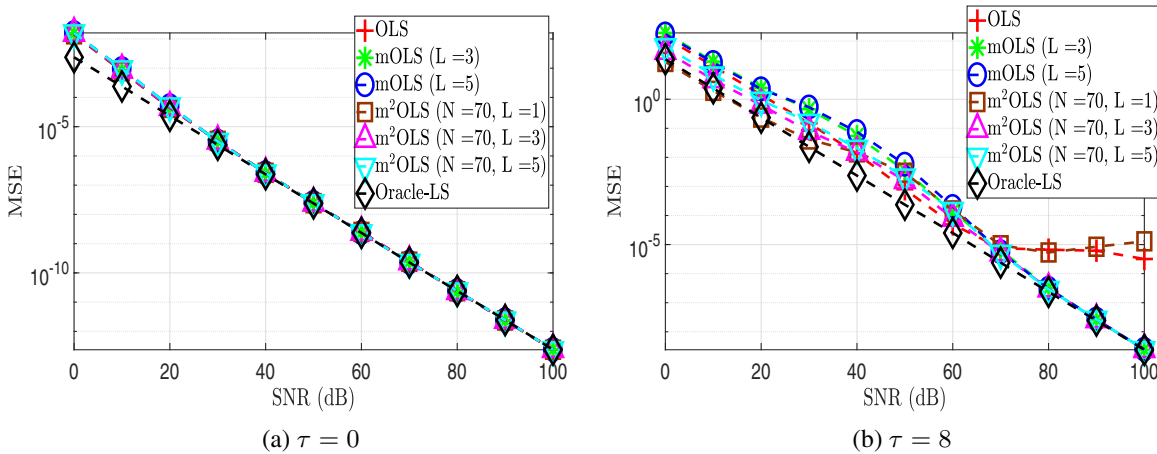 OLS
mOLS (L =3)
mOLS (L =5)
m²OLS (N =70, L =1)
m²OLS (N =70, L =3)
m²OLS (N =70, L =5)
Oracle-LS
10⁻⁵
10⁻¹⁰
MSE
0 20 40 60 80 100
SNR (dB)
(a) τ = 0
OLS
mOLS (L =3)
mOLS (L =5)
m²OLS (N =70, L =1)
m²OLS (N =70, L =3)
m²OLS (N =70, L =5)
Oracle-LS
10⁰
10⁻⁵
MSE
0 20 40 60 80 100
SNR (dB)
(b) τ = 8